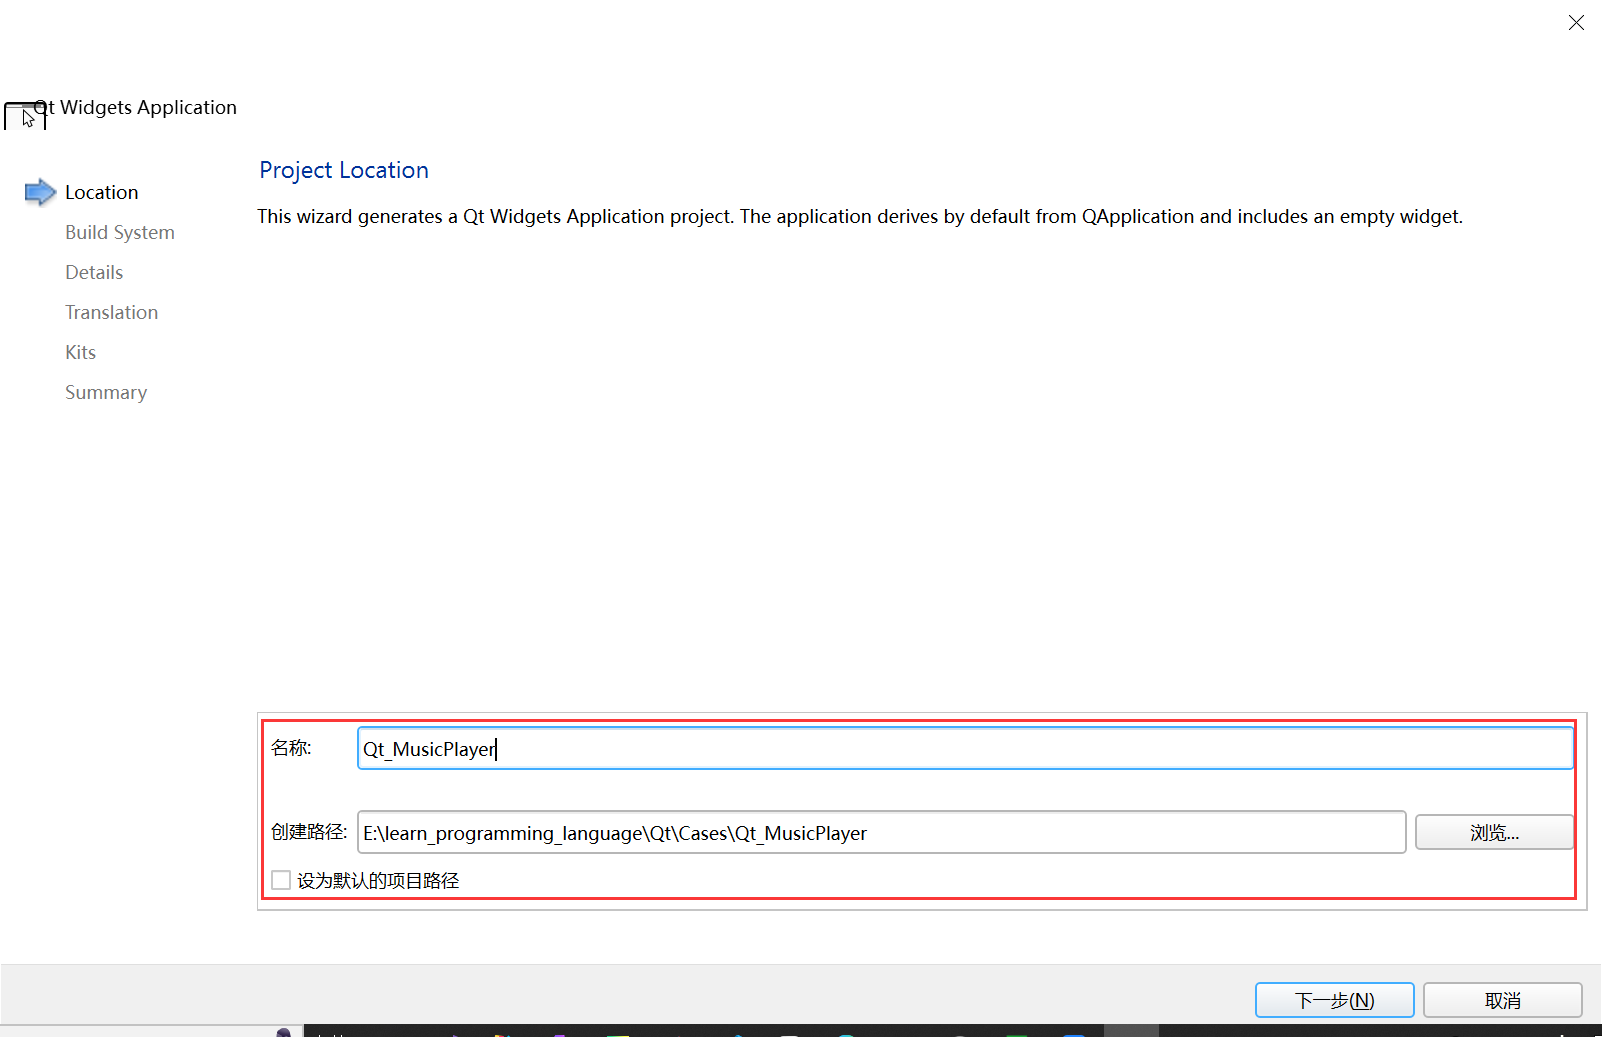 Qt Widgets Application
Location
Build System
Details
Translation
Kits
Summary
Project Location
This wizard generates a Qt Widgets Application project. The application derives by default from QApplication and includes an empty widget.
名称: Qt_MusicPlayer
创建路径: E:\learn_programming_language\Qt\Cases\Qt_MusicPlayer 浏览...
设为默认的项目路径
下一步(N) 取消